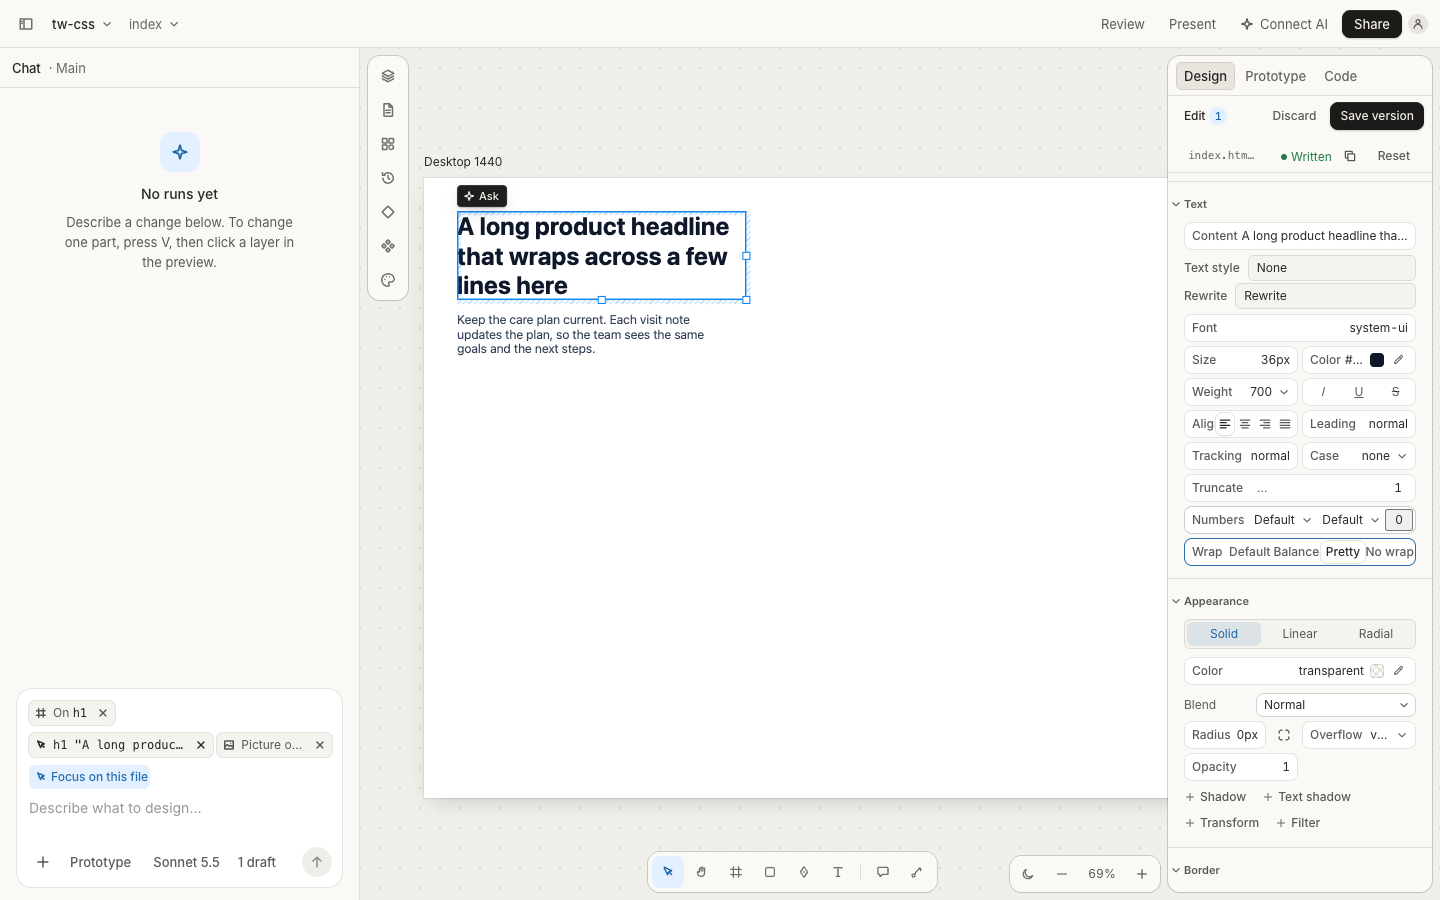 tw-css
index
Review
Present
Connect AI
Share
Chat · Main
No runs yet
Describe a change below. To change
one part, press V, then click a layer in
the preview.
On h1
h1 "A long produc…
Picture o…
Focus on this file
Describe what to design…
Prototype
Sonnet 5.5
1 draft
Desktop 1440
Ask
A long product headline
that wraps across a few
lines here
Keep the care plan current. Each visit note
updates the plan, so the team sees the same
goals and the next steps.
69%
Design
Prototype
Code
Edit 1
Discard
Save version
index.htm…
Written
Reset
Text
Content A long product headline tha…
Text style None
Rewrite Rewrite
Font system-ui
Size 36px
Color #…
Weight 700
I U S
Alig
Leading normal
Tracking normal
Case none
Truncate … 1
Numbers Default Default 0
Wrap Default Balance Pretty No wrap
Appearance
Solid Linear Radial
Color transparent
Blend Normal
Radius 0px
Overflow v…
Opacity 1
Shadow
Text shadow
Transform
Filter
Border